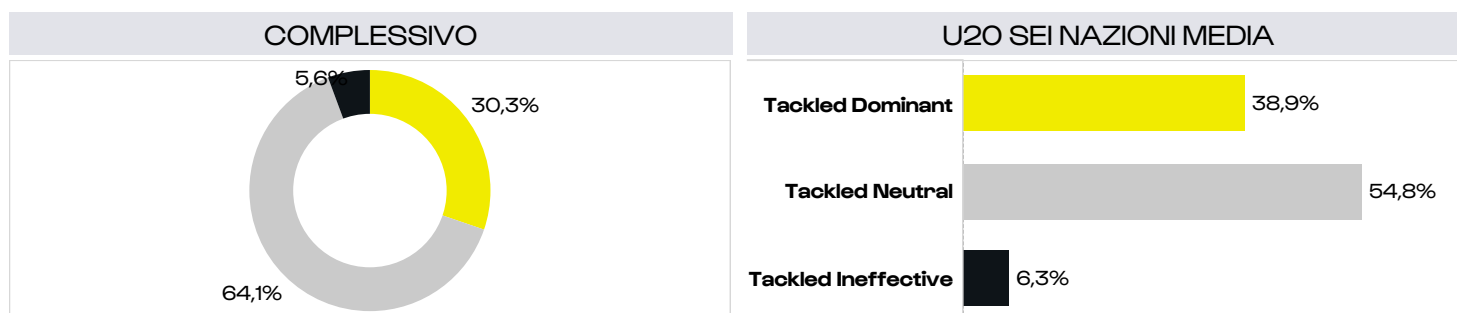 COMPLESSIVO
5,6%
30,3%
64,1%
U20 SEI NAZIONI MEDIA
Tackled Dominant
38,9%
Tackled Neutral
54,8%
Tackled Ineffective
6,3%